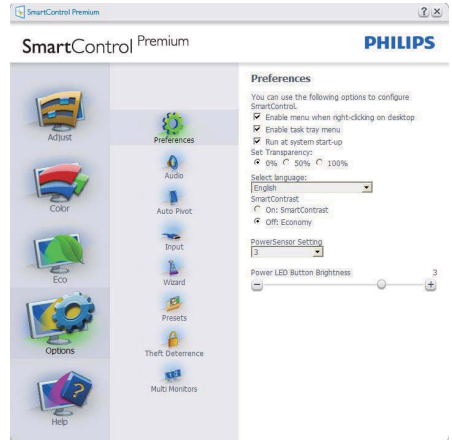 SmartControl Premium
SmartControl Premium
PHILIPS
Adjust
Color
Eco
Options
Help
Preferences
Audio
Auto Pivot
Input
Wizard
Presets
Theft Deterrence
Multi Monitors
Preferences
You can use the following options to configure
SmartControl.
Enable menu when right-clicking on desktop
Enable task tray menu
Run at system start-up
Set Transparency:
0% 50% 100%
Select language:
English
SmartContrast
On: SmartContrast
Off: Economy
PowerSensor Setting
3
Power LED Button Brightness 3